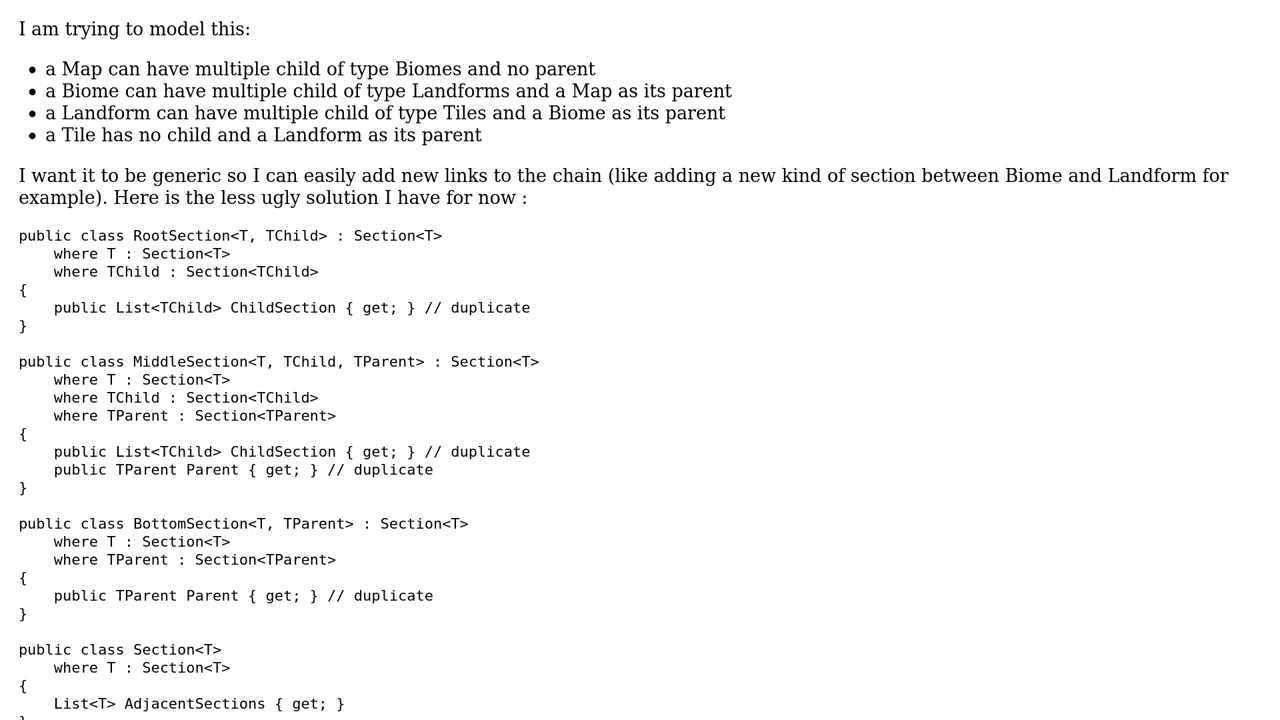 I am trying to model this:
• a Map can have multiple child of type Biomes and no parent
• a Biome can have multiple child of type Landforms and a Map as its parent
• a Landform can have multiple child of type Tiles and a Biome as its parent
• a Tile has no child and a Landform as its parent
I want it to be generic so I can easily add new links to the chain (like adding a new kind of section between Biome and Landform for
example). Here is the less ugly solution I have for now :
public class RootSection<T, TChild> : Section<T>
    where T : Section<T>
    where TChild : Section<TChild>
{
    public List<TChild> ChildSection { get; } // duplicate
}
public class MiddleSection<T, TChild, TParent> : Section<T>
    where T : Section<T>
    where TChild : Section<TChild>
    where TParent : Section<TParent>
{
    public List<TChild> ChildSection { get; } // duplicate
    public TParent Parent { get; } // duplicate
}
public class BottomSection<T, TParent> : Section<T>
    where T : Section<T>
    where TParent : Section<TParent>
{
    public TParent Parent { get; } // duplicate
}
public class Section<T>
    where T : Section<T>
{
    List<T> AdjacentSections { get; }
}